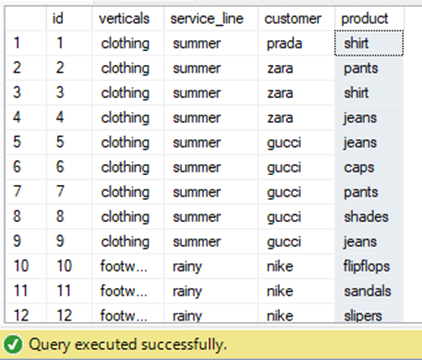 id verticals service_line customer product
1 1 clothing summer prada shirt
2 2 clothing summer zara pants
3 3 clothing summer zara shirt
4 4 clothing summer zara jeans
5 5 clothing summer gucci jeans
6 6 clothing summer gucci caps
7 7 clothing summer gucci pants
8 8 clothing summer gucci shades
9 9 clothing summer gucci jeans
10 10 footw... rainy nike flipflops
11 11 footw... rainy nike sandals
12 12 footw... rainy nike slipers
Query executed successfully.